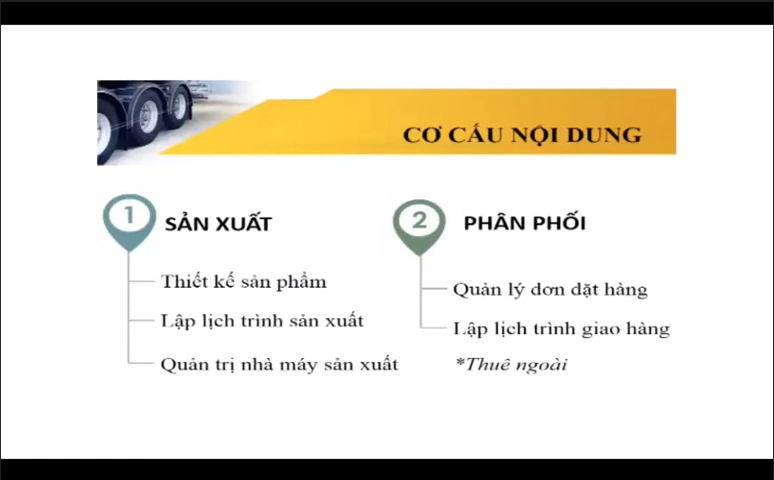 CƠ CẤU NỘI DUNG
1 SẢN XUẤT
Thiết kế sản phẩm
Lập lịch trình sản xuất
Quản trị nhà máy sản xuất
2 PHÂN PHỐI
Quản lý đơn đặt hàng
Lập lịch trình giao hàng
*Thuê ngoài